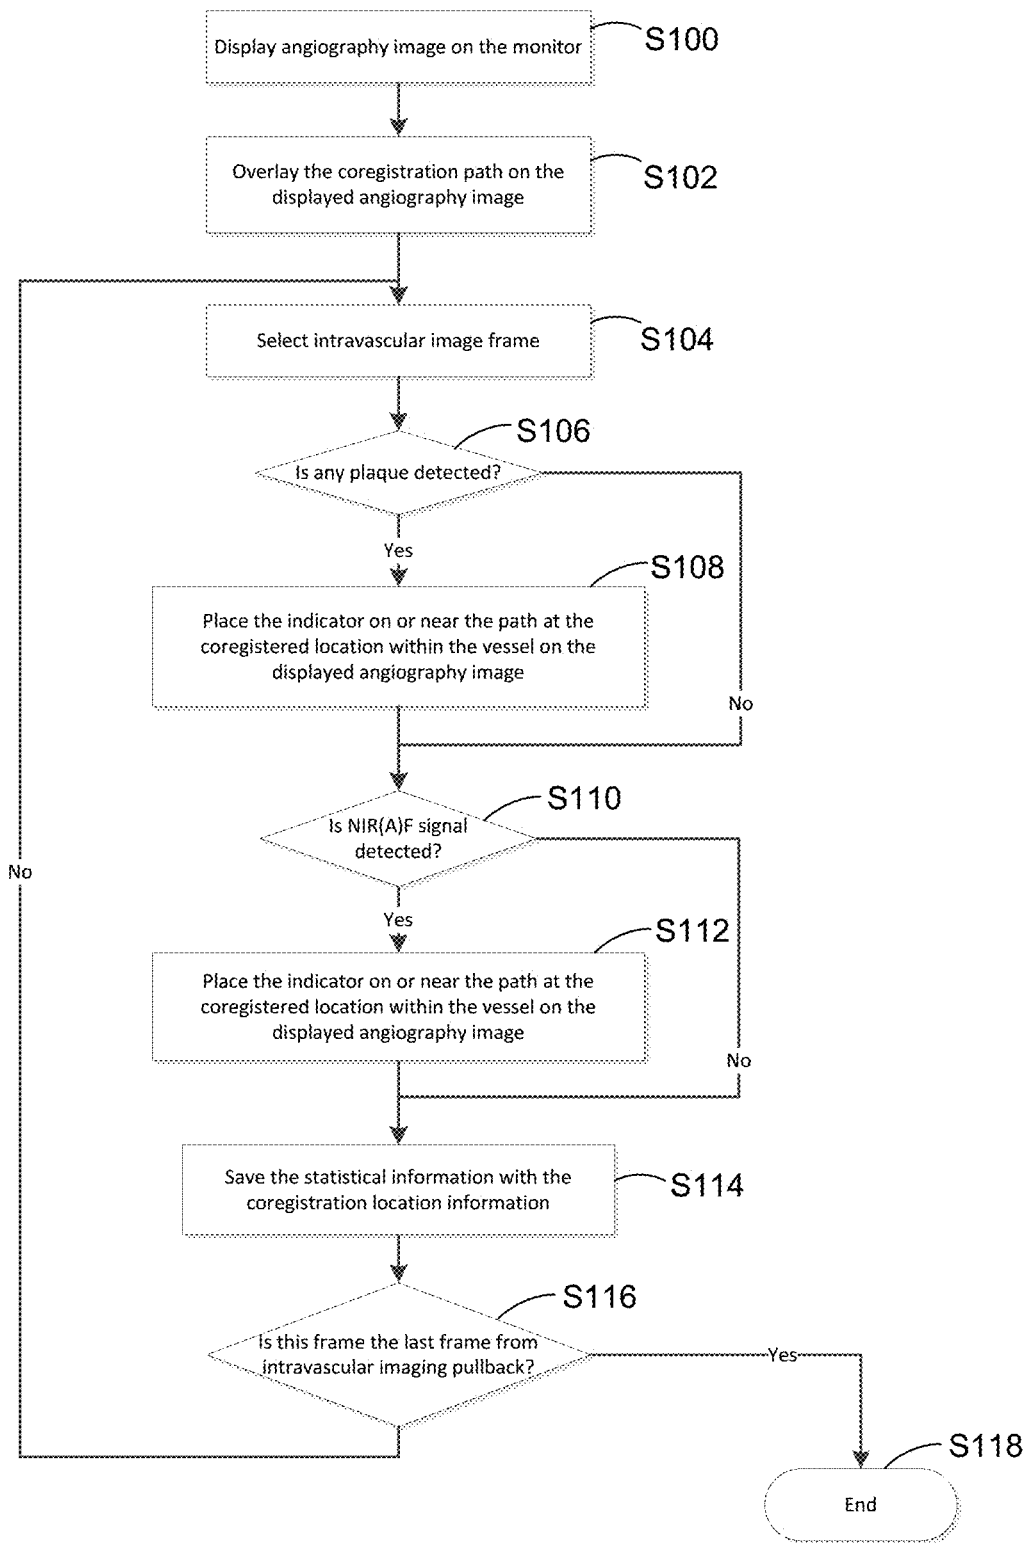 Display angiography image on the monitor
S100
Overlay the coregistration path on the
displayed angiography image
S102
Select intravascular image frame
S104
S106
Is any plaque detected?
Yes
S108
Place the indicator on or near the path at the
coregistered location within the vessel on the
displayed angiography image
No
S110
Is NIR(A)F signal
detected?
No
Yes
S112
Place the indicator on or near the path at the
coregistered location within the vessel on the
displayed angiography image
No
Save the statistical information with the
coregistration location information
S114
S116
Is this frame the last frame from
intravascular imaging pullback?
Yes
S118
End